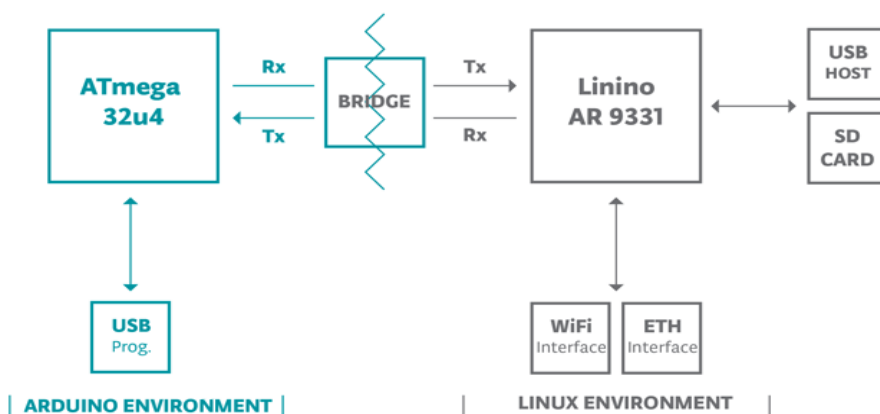 ATmega
32u4
Rx
Tx
BRIDGE
Tx
Rx
Linino
AR 9331
USB
HOST
SD
CARD
USB
Prog.
WiFi
Interface
ETH
Interface
ARDUINO ENVIRONMENT
LINUX ENVIRONMENT